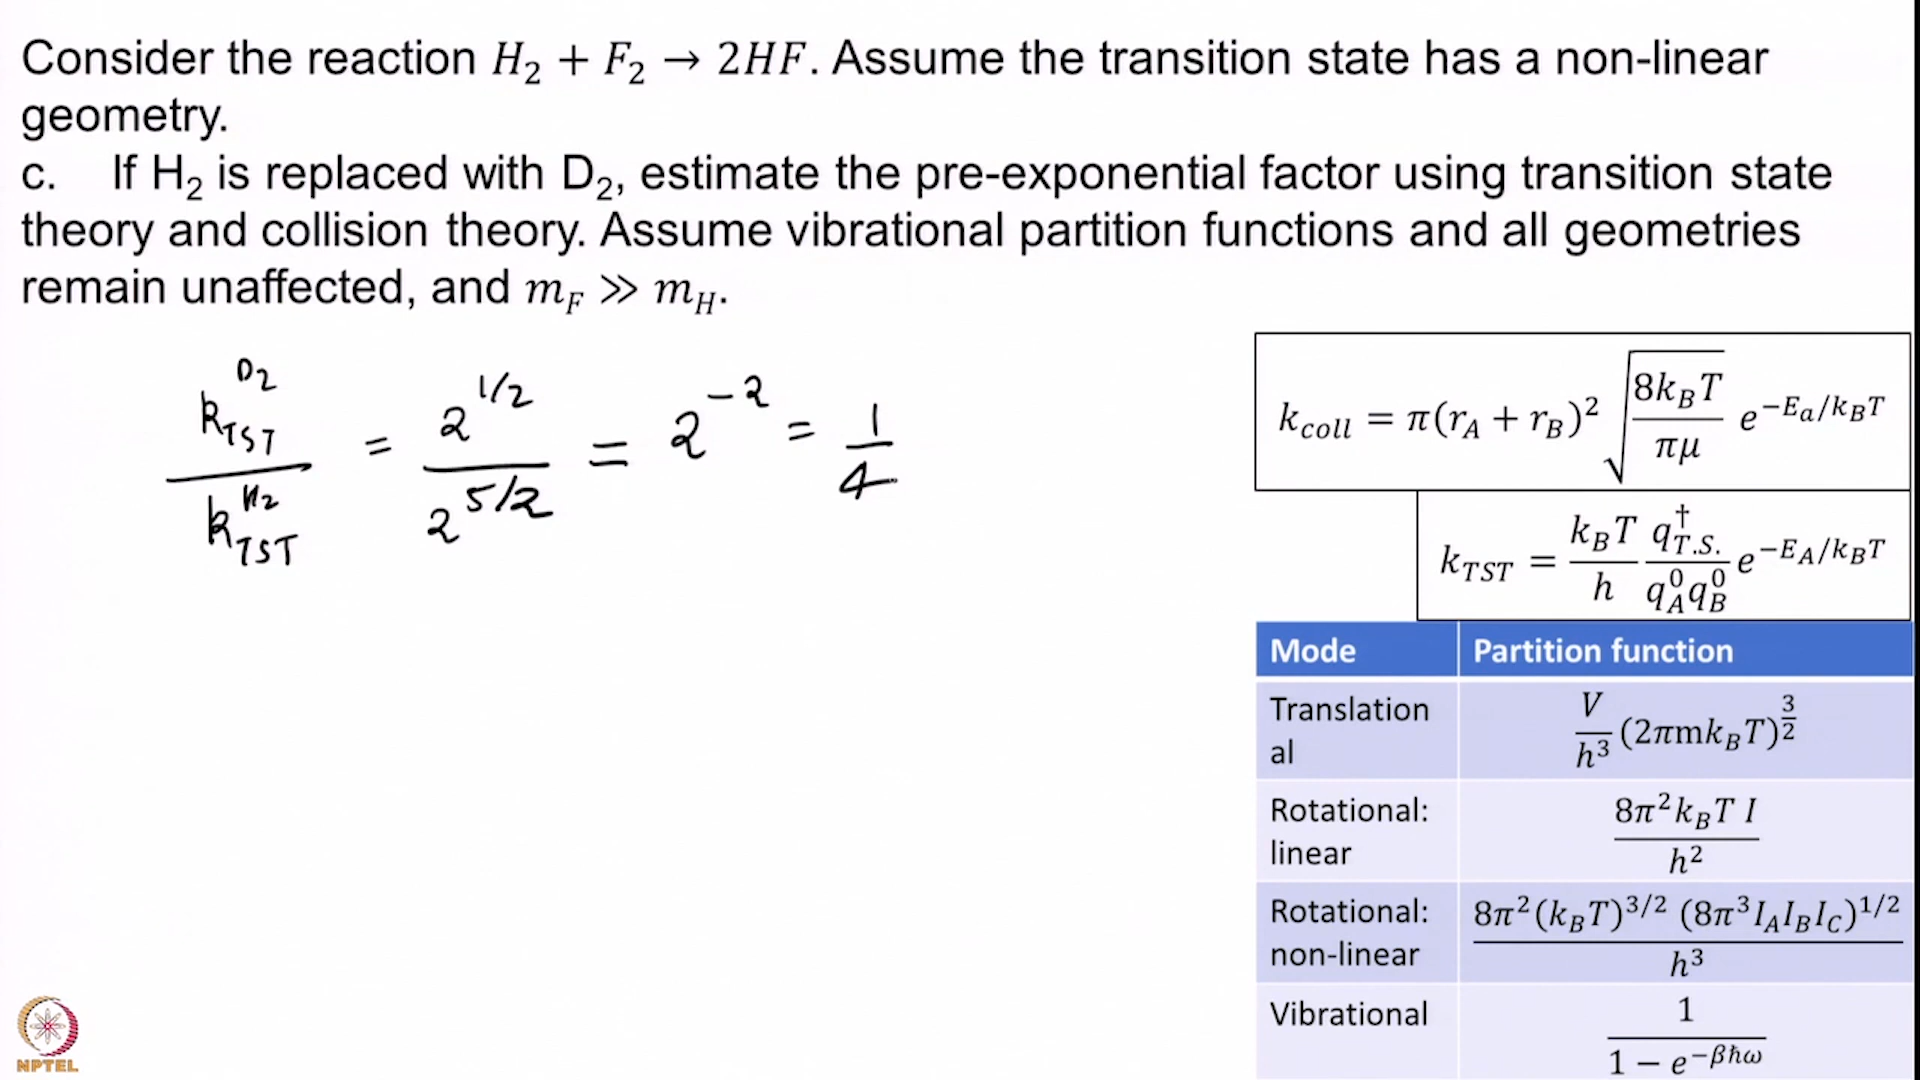 Consider the reaction H₂ + F₂ → 2HF. Assume the transition state has a non-linear
geometry.
c. If H₂ is replaced with D₂, estimate the pre-exponential factor using transition state
theory and collision theory. Assume vibrational partition functions and all geometries
remain unaffected, and m_F ≫ m_H.
k_TST^D₂ / k_TST^H₂ = 2^1/2 / 2^5/2 = 2^-2 = 1/4
k_coll = π(r_A + r_B)² √(8k_BT / πμ) e^(-E_a/k_BT)
k_TST = k_BT/h q†_T.S. / q⁰_A q⁰_B e^(-E_A/k_BT)
Mode Partition function
Translation
al V/h³ (2πmk_BT)^3/2
Rotational:
linear 8π²k_BT I / h²
Rotational:
non-linear 8π²(k_BT)^3/2 (8π³I_AI_BI_C)^1/2 / h³
Vibrational 1 / 1 − e^(−βħω)
NPTEL